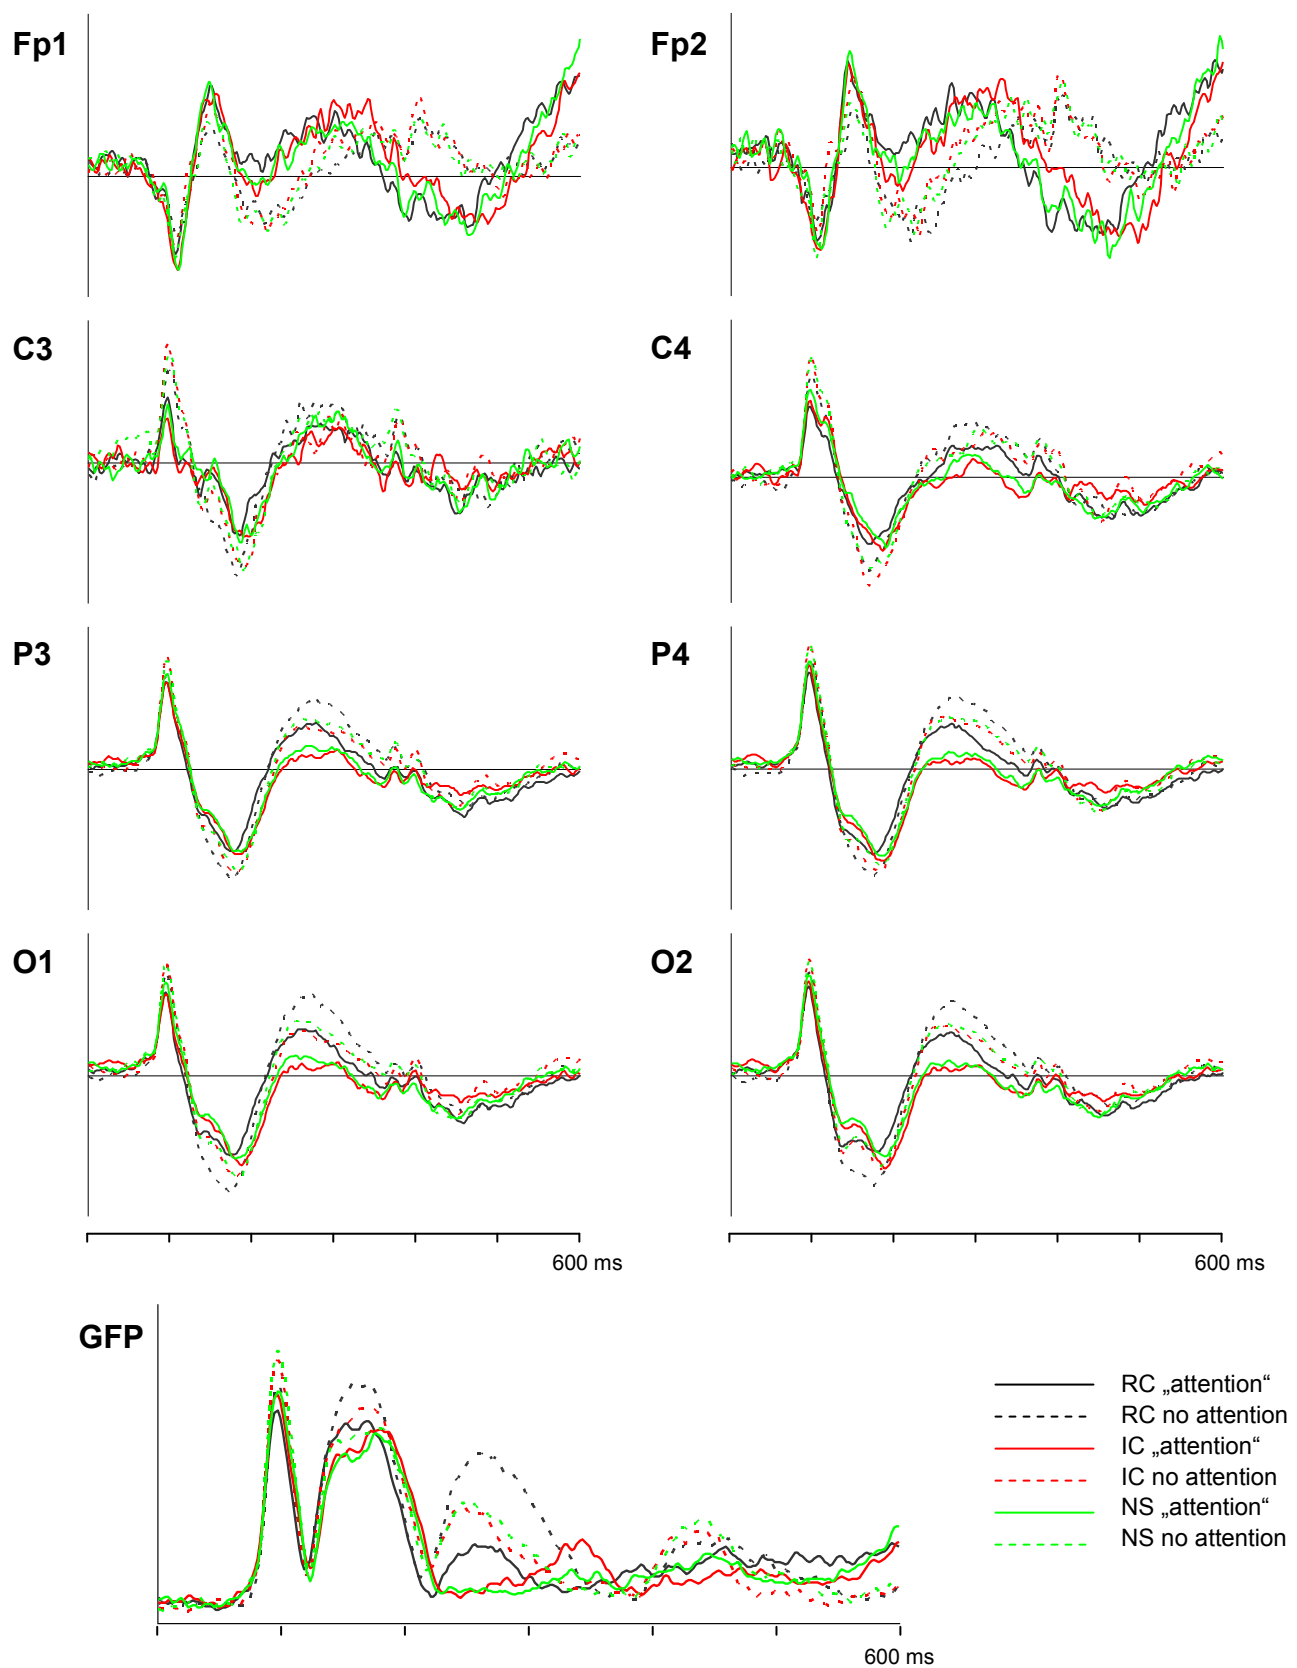 Fp1
Fp2
C3
C4
P3
P4
O1
O2
600 ms
600 ms
GFP
RC „attention“
RC no attention
IC „attention“
IC no attention
NS „attention“
NS no attention
600 ms